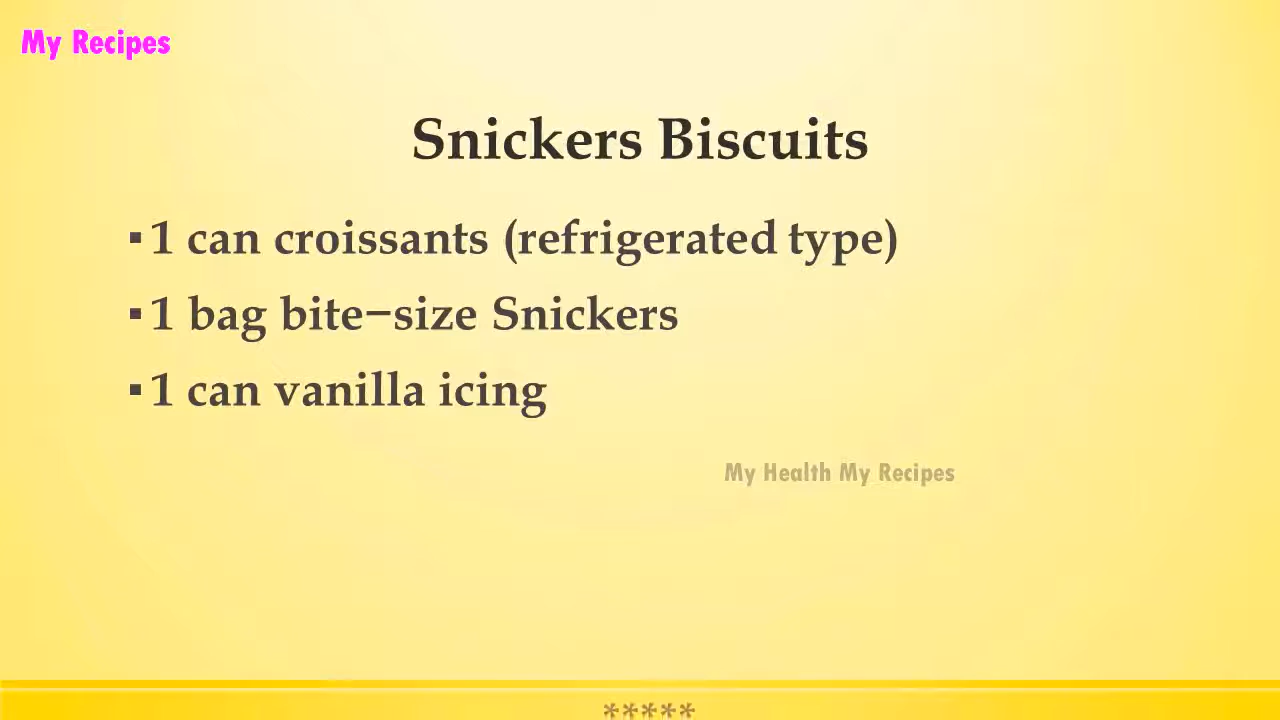 My Recipes
Snickers Biscuits
▪1 can croissants (refrigerated type)
▪1 bag bite–size Snickers
▪1 can vanilla icing
My Health My Recipes
*****